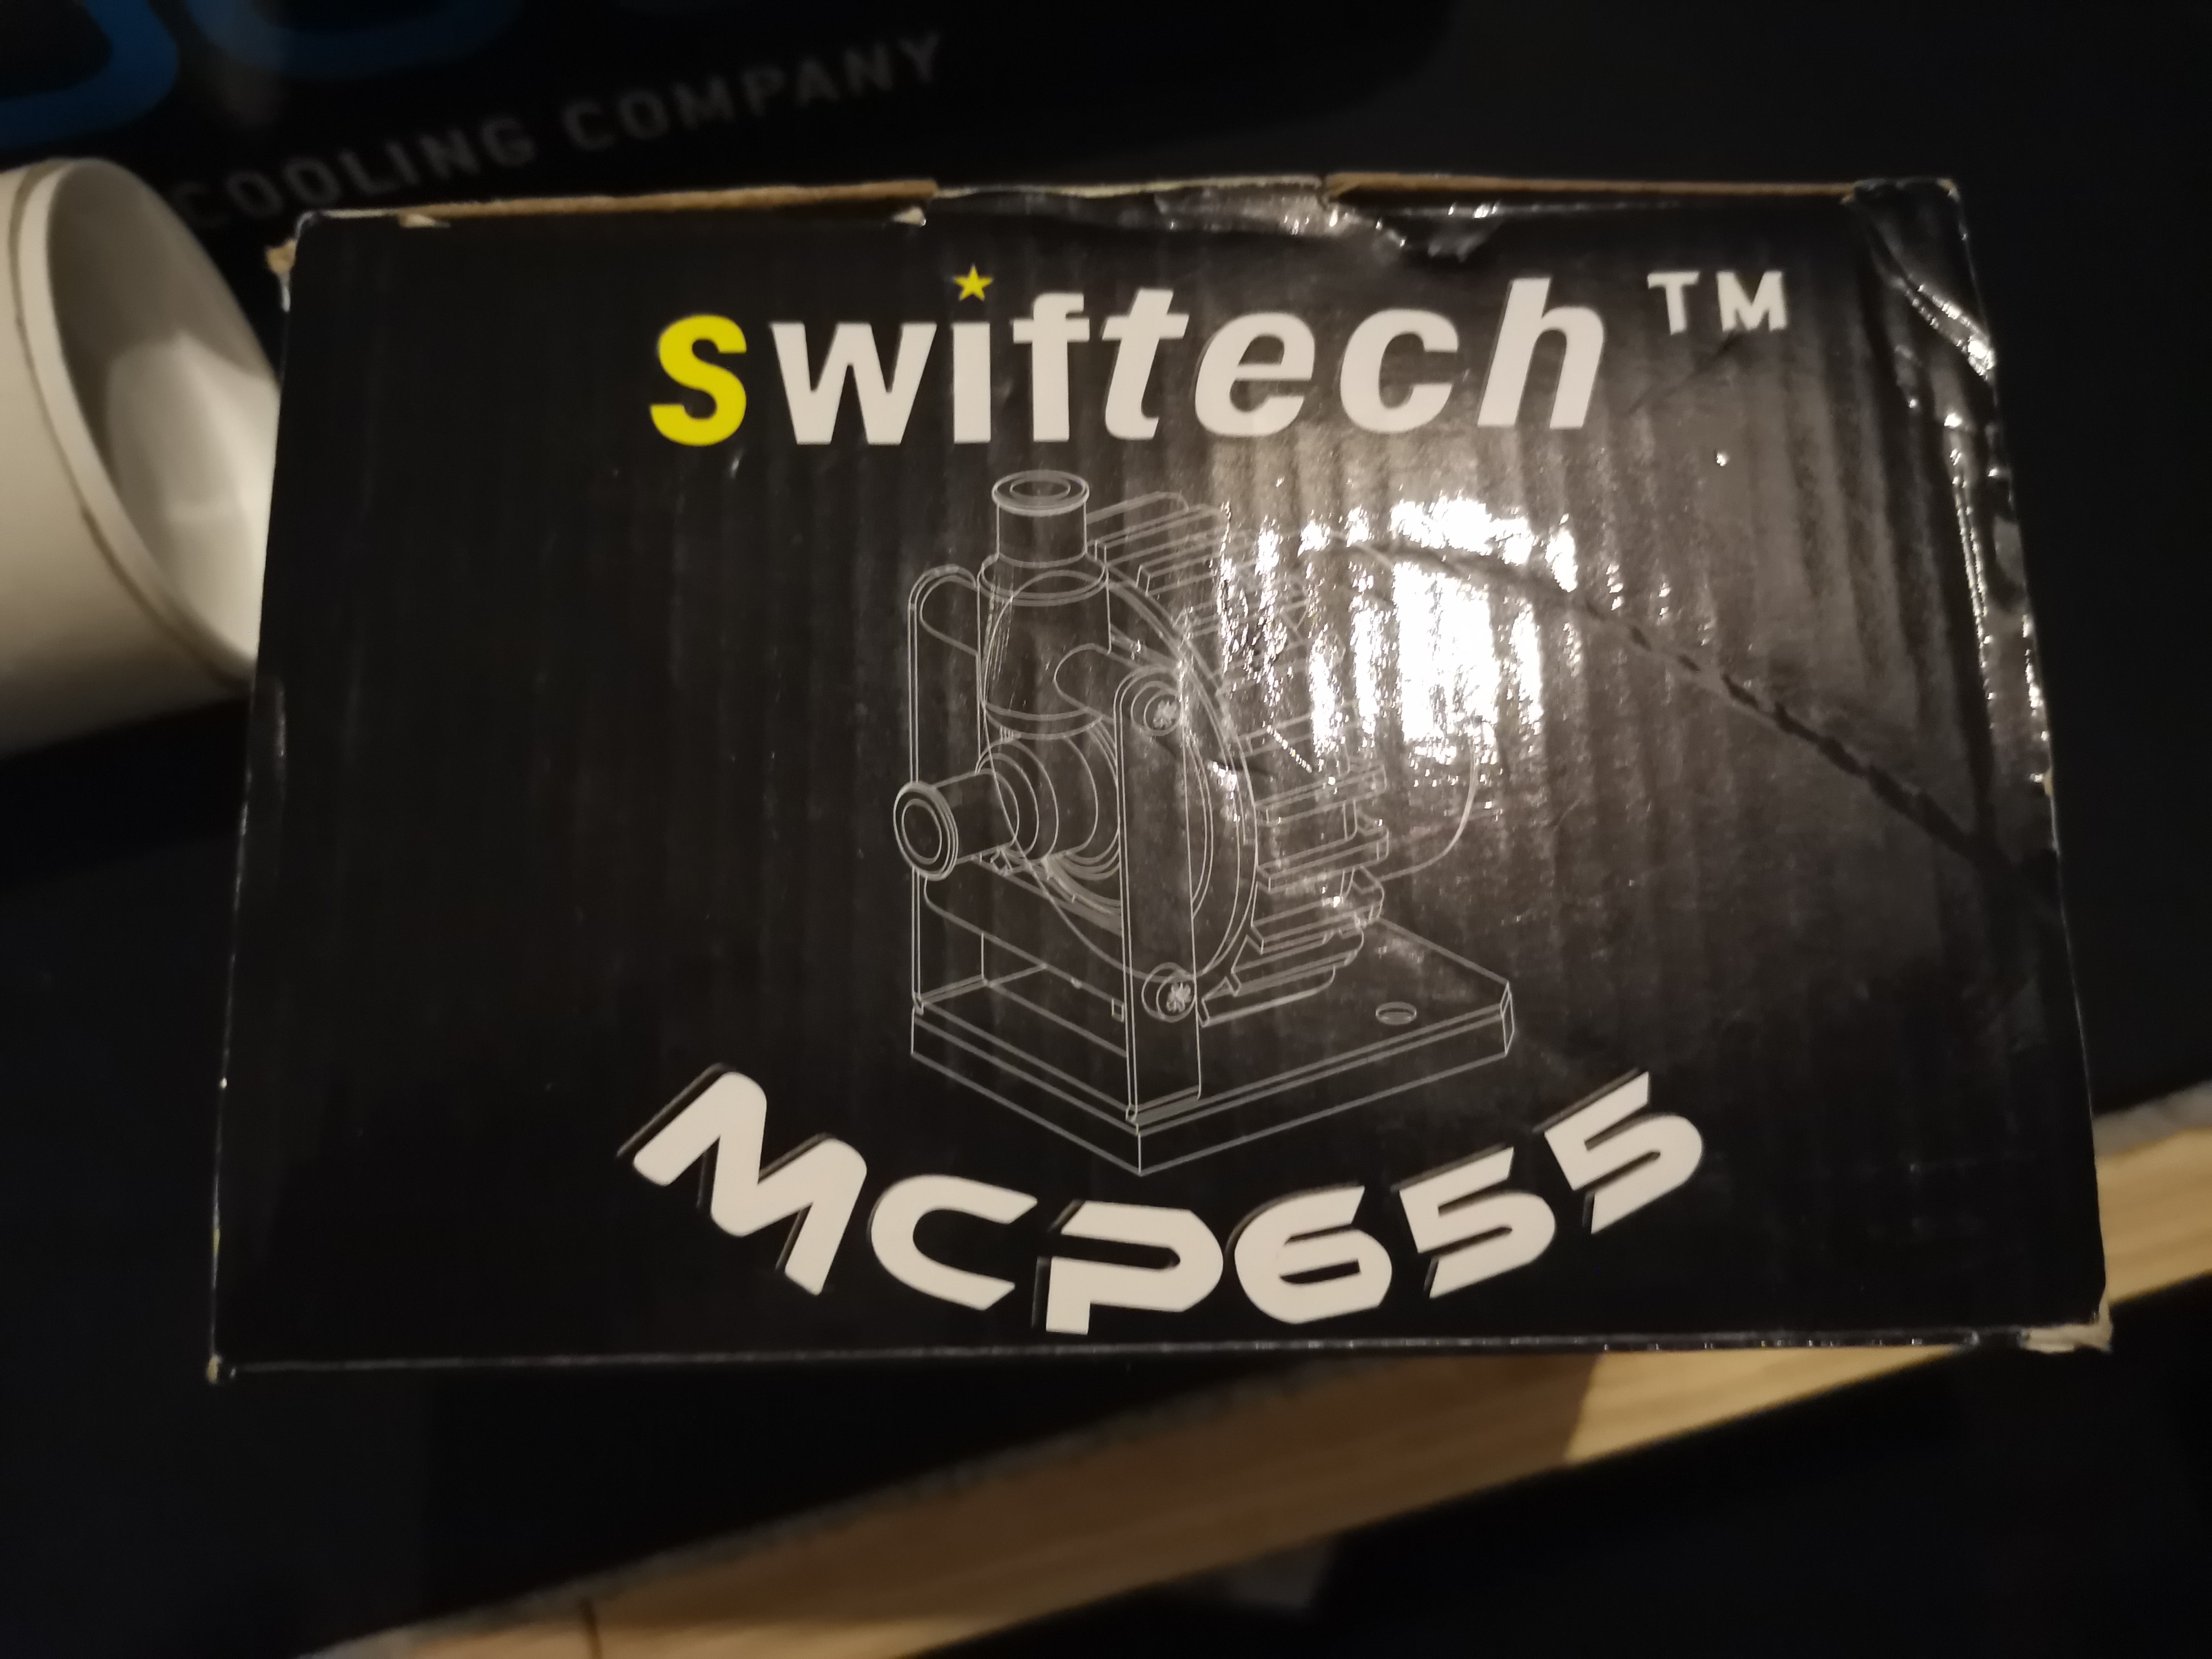 COOLING COMPANY
swiftech™
MCP655